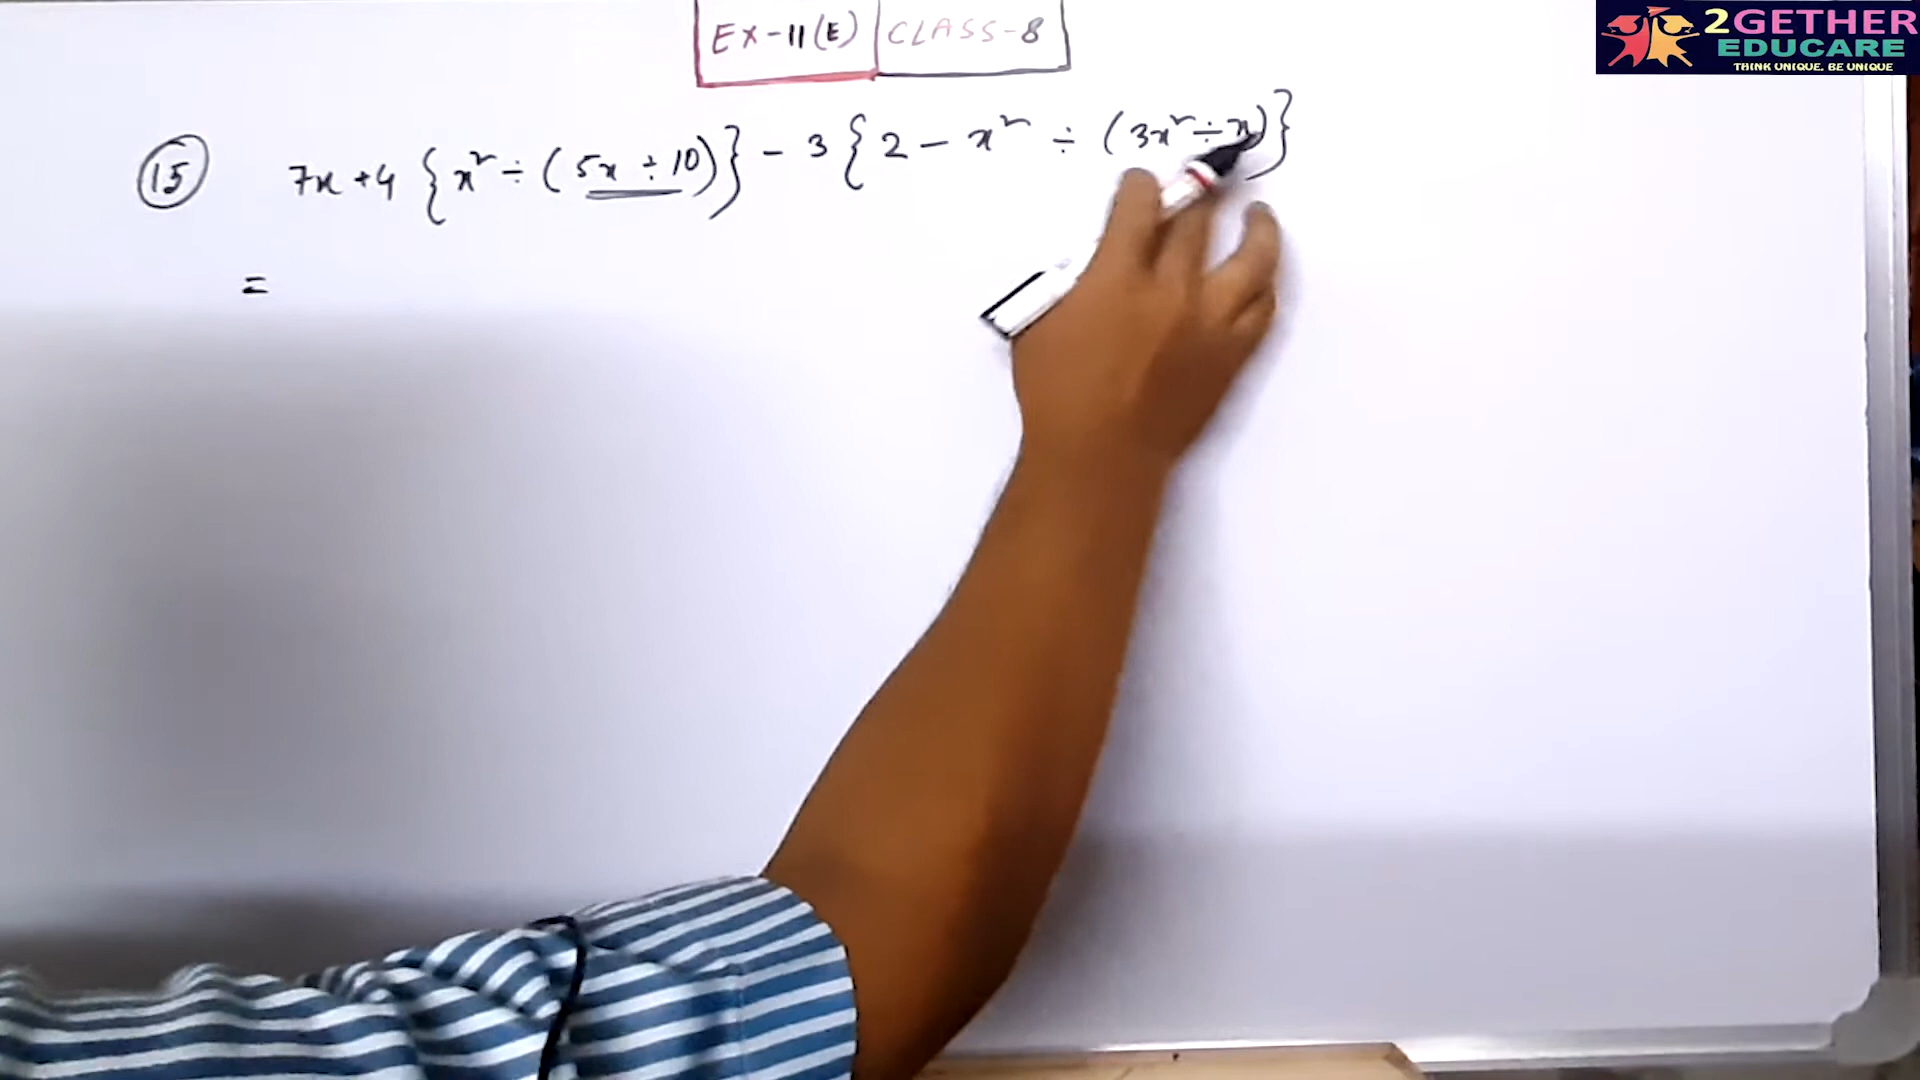 EX-11(E) CLASS-8
2GETHER
EDUCARE
THINK UNIQUE. BE UNIQUE
(15) 7x + 4 { x² ÷ ( 5x ÷ 10 ) } - 3 { 2 - x² ÷ ( 3x² ÷ x ) }
=